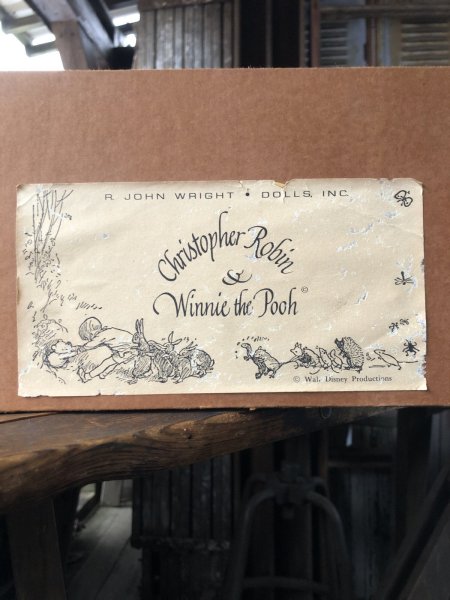 R. JOHN WRIGHT • DOLLS, INC.
Christopher Robin
&
Winnie the Pooh ©
© Walt Disney Productions